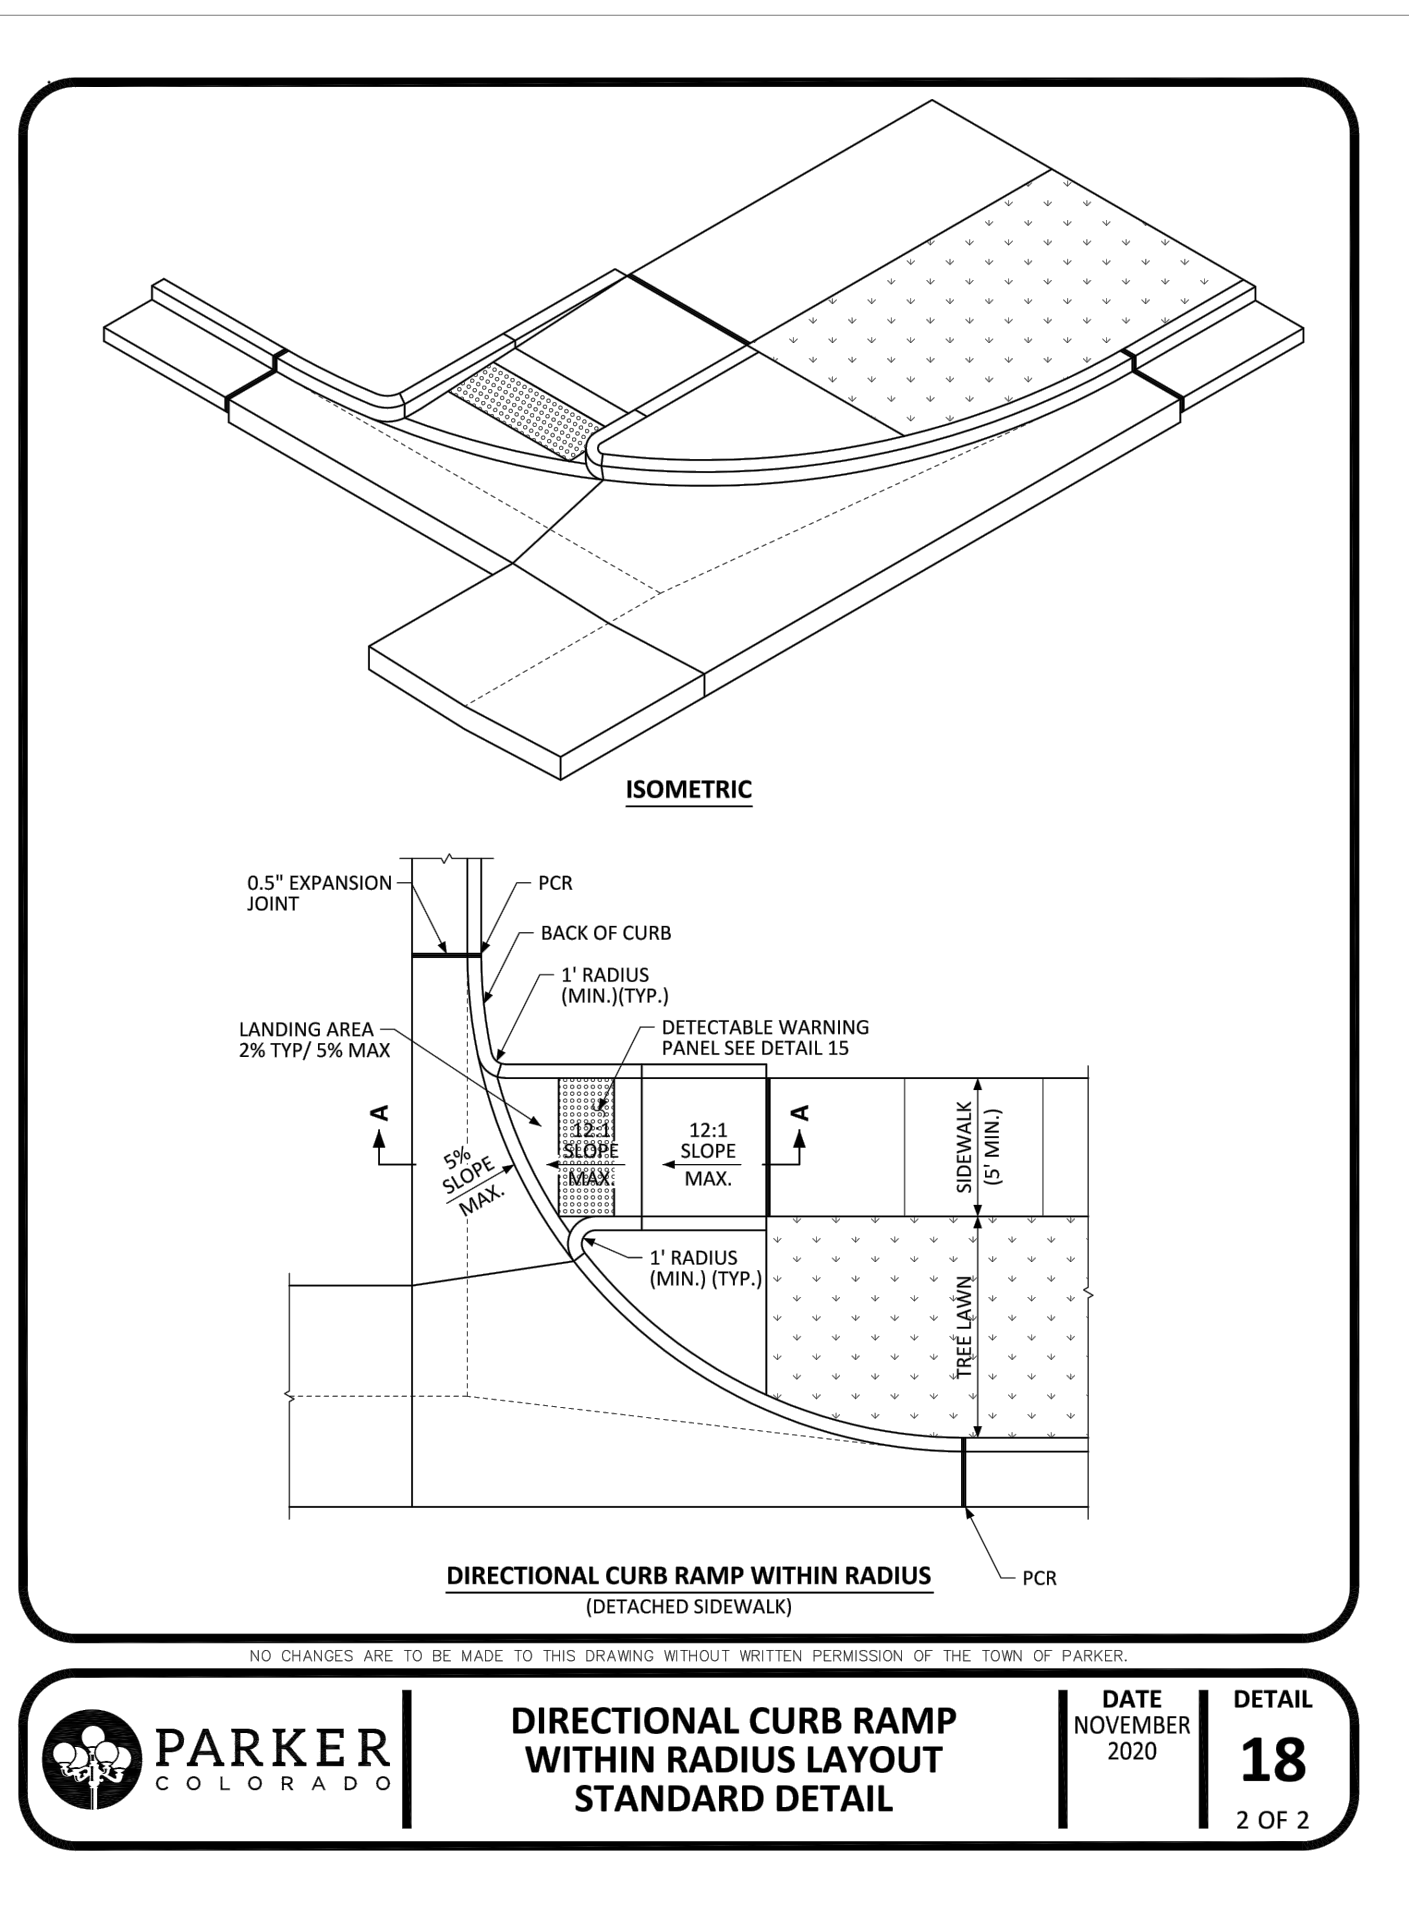 ISOMETRIC
0.5" EXPANSION
JOINT
PCR
BACK OF CURB
1' RADIUS
(MIN.)(TYP.)
LANDING AREA
2% TYP/ 5% MAX
DETECTABLE WARNING
PANEL SEE DETAIL 15
A
A
5%
SLOPE
MAX.
12:1
SLOPE
MAX.
12:1
SLOPE
MAX.
SIDEWALK
(5' MIN.)
1' RADIUS
(MIN.) (TYP.)
TREE LAWN
PCR
DIRECTIONAL CURB RAMP WITHIN RADIUS
(DETACHED SIDEWALK)
NO CHANGES ARE TO BE MADE TO THIS DRAWING WITHOUT WRITTEN PERMISSION OF THE TOWN OF PARKER.
PARKER
COLORADO
DIRECTIONAL CURB RAMP
WITHIN RADIUS LAYOUT
STANDARD DETAIL
DATE
NOVEMBER
2020
DETAIL
18
2 OF 2